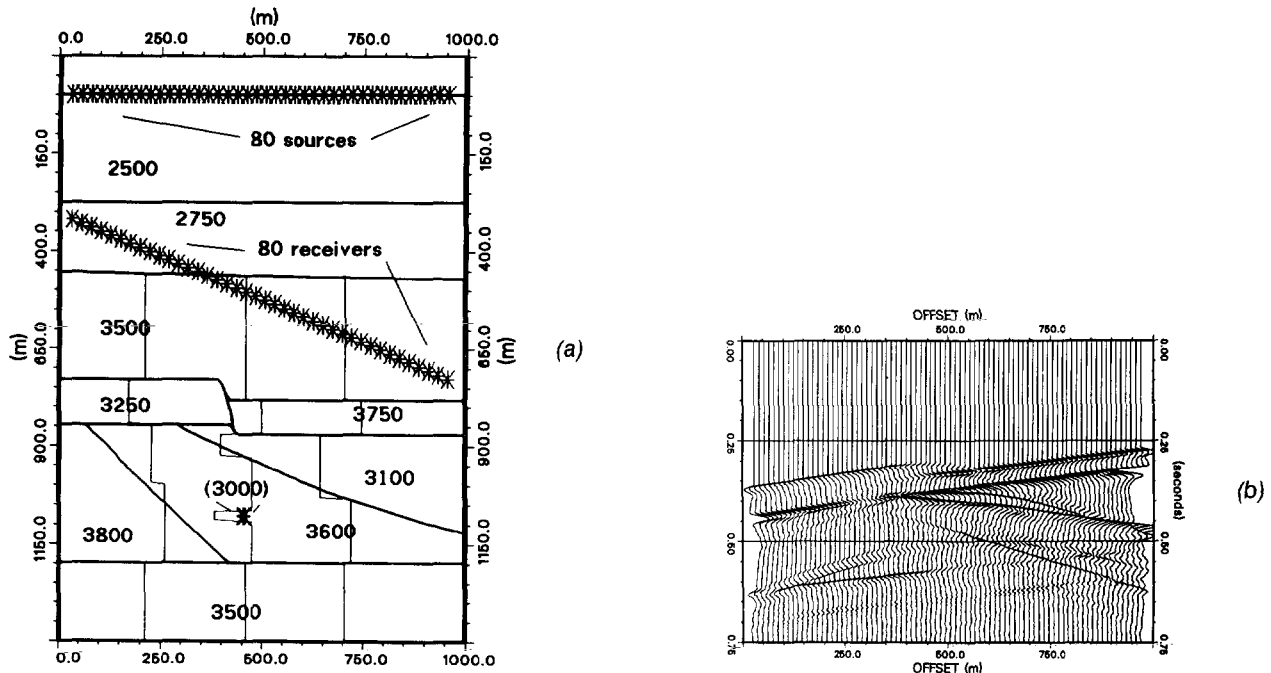 (m)
0.0 250.0 500.0 750.0 1000.0
80 sources
150.0 150.0
2500
2750
80 receivers
400.0 400.0
3500
(m) 650.0 650.0 (m)
(a)
3250
3750
900.0 900.0
3100
(3000)
3800
3600
1150.0 1150.0
3500
0.0 250.0 500.0 750.0 1000.0
OFFSET (m)
250.0 500.0 750.0
0.00 0.00
0.25 0.25
(seconds)
(b)
0.50 0.50
0.75 0.75
250.0 500.0 750.0
OFFSET (m)